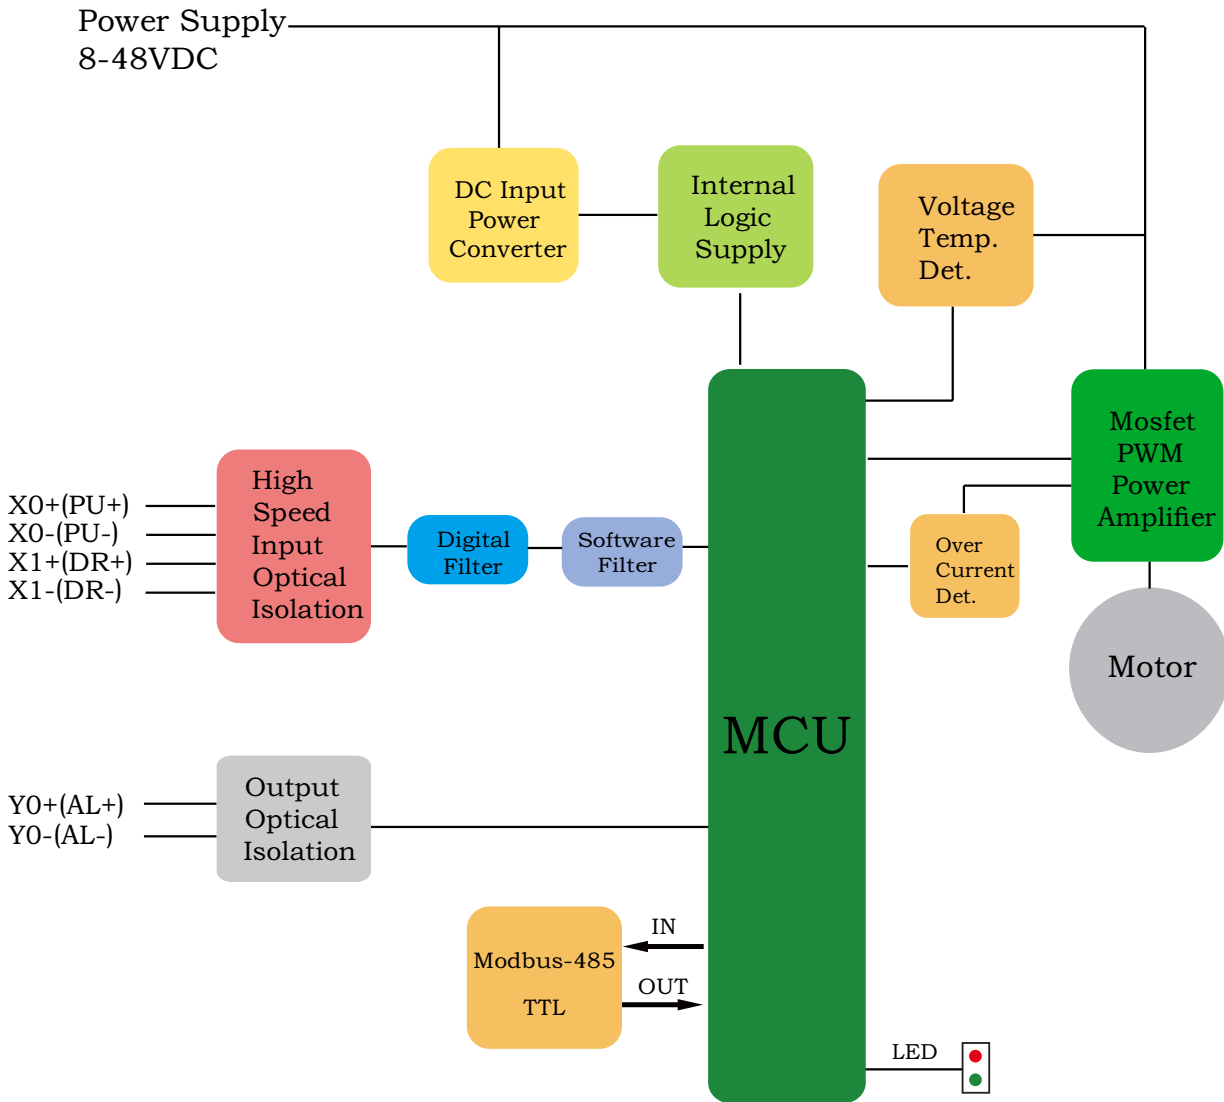 Power Supply
8-48VDC
DC Input
Power
Converter
Internal
Logic
Supply
Voltage
Temp.
Det.
Mosfet
PWM
Power
Amplifier
X0+(PU+)
X0-(PU-)
X1+(DR+)
X1-(DR-)
High
Speed
Input
Optical
Isolation
Digital
Filter
Software
Filter
Over
Current
Det.
Motor
MCU
Y0+(AL+)
Y0-(AL-)
Output
Optical
Isolation
Modbus-485
TTL
IN
OUT
LED